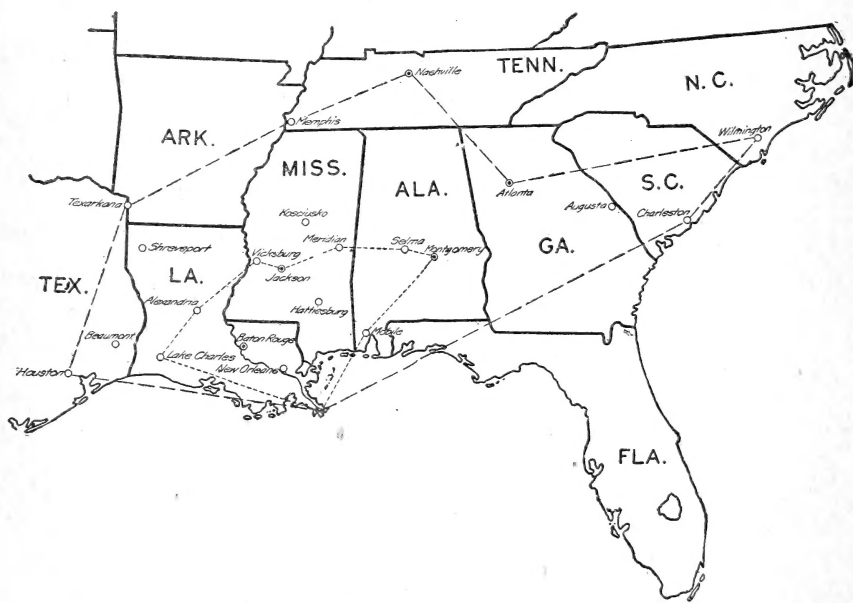 Nashville
TENN.
N.C.
Memphis
Wilmington
ARK.
MISS.
ALA.
Atlanta
S.C.
Texarkana
Kosciusko
Augusta
Charleston
Shreveport
Vicksburg
Meridian
Selma
Montgomery
GA.
TEX.
LA.
Jackson
Alexandria
Hattiesburg
Mobile
Beaumont
Baton Rouge
Lake Charles
New Orleans
Houston
FLA.